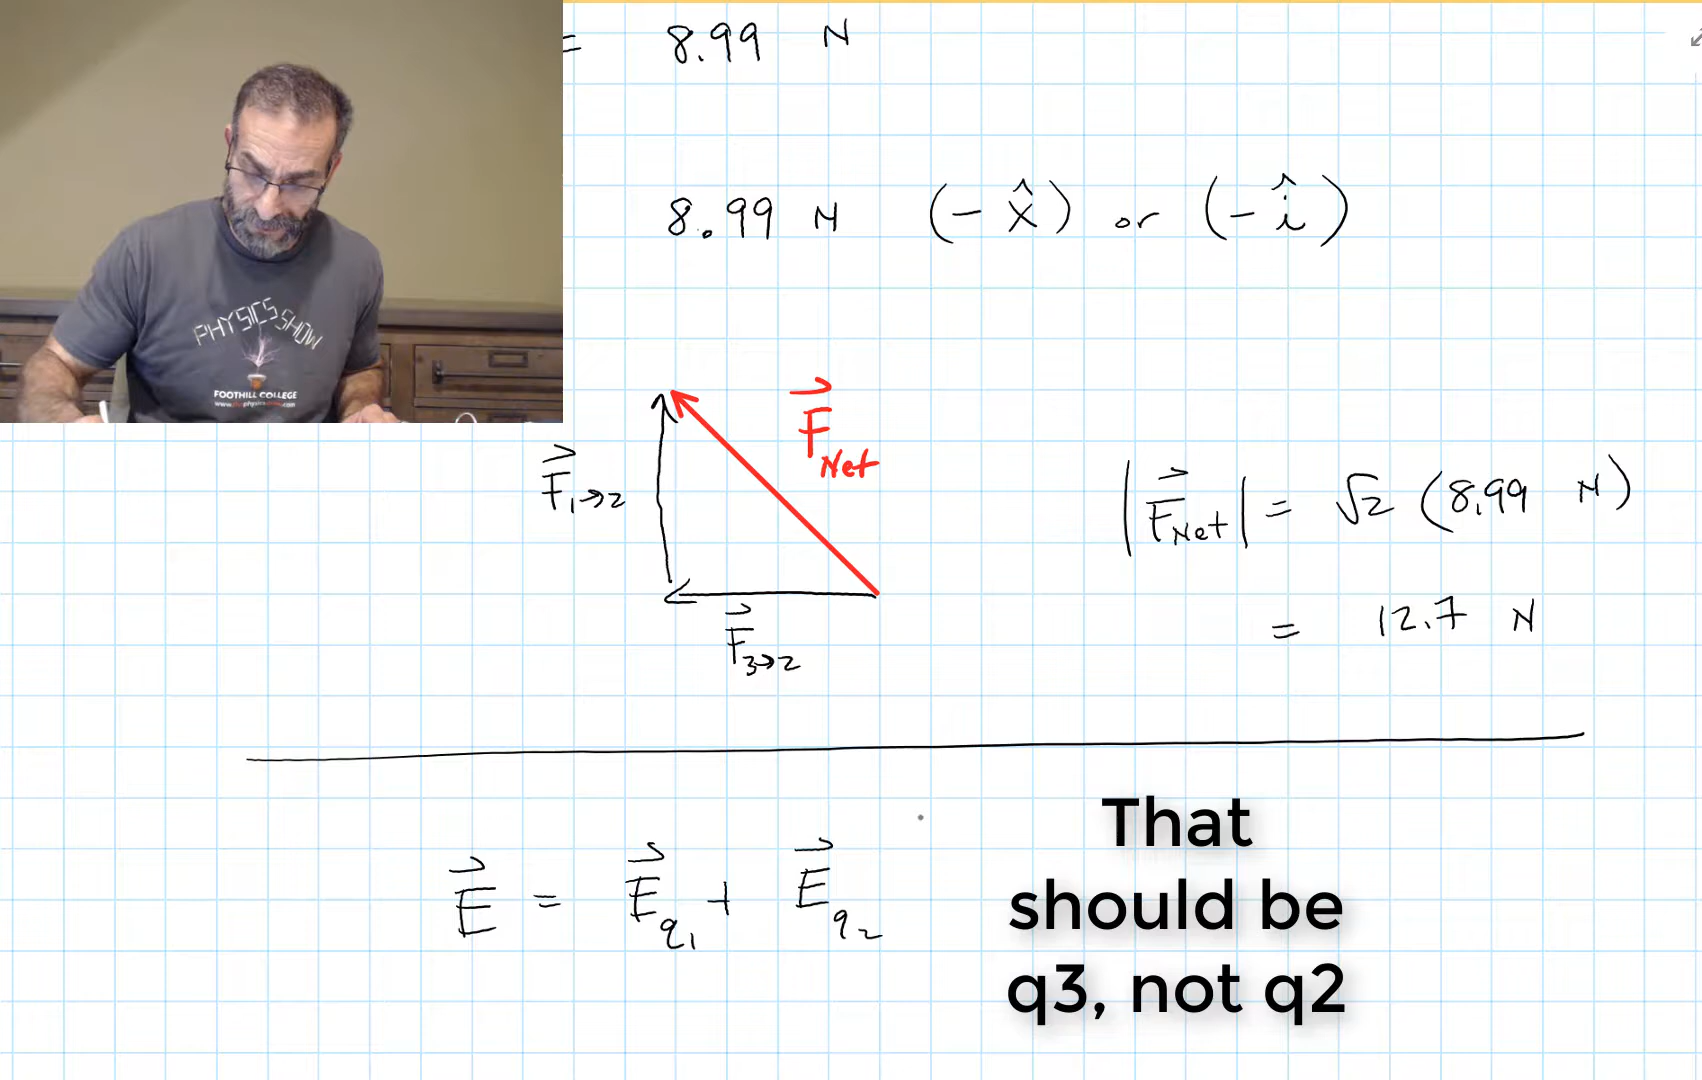 = 8.99 N
8.99 N (- x̂) or (- î)
PHYSICS SHOW
FOOTHILL COLLEGE
F⃗Net
F⃗1→2
|F⃗Net| = √2 (8.99 N)
= 12.7 N
F⃗3→2
E⃗ = E⃗q1 + E⃗q2
That
should be
q3, not q2